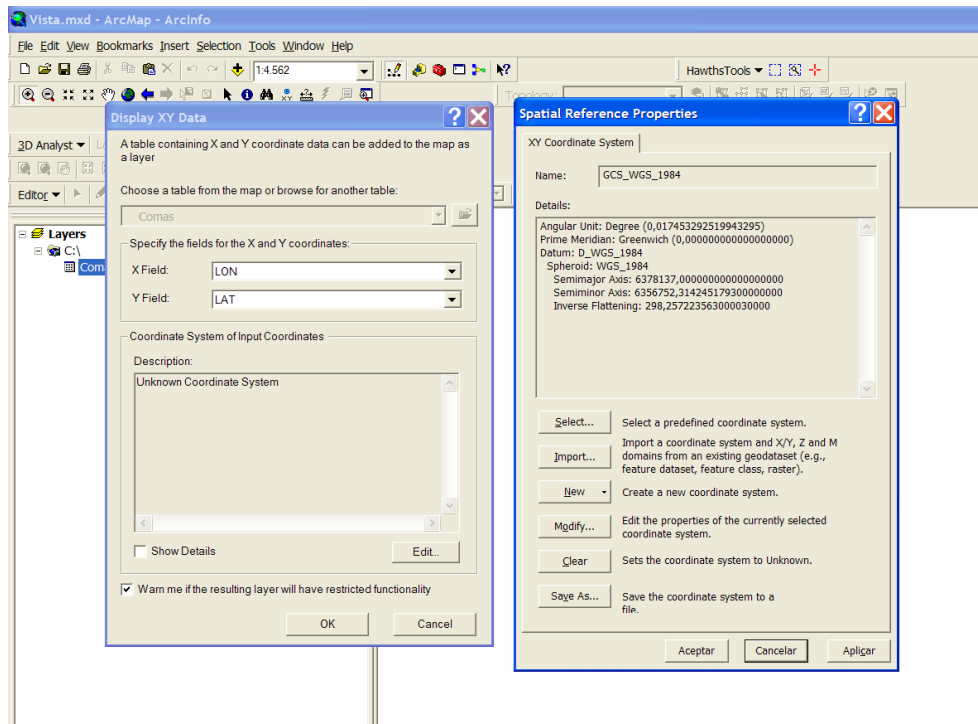 Vista.mxd - ArcMap - ArcInfo
File Edit View Bookmarks Insert Selection Tools Window Help
1:4.562
HawthsTools
Topology:
3D Analyst
Editor
Layers
C:\
Display XY Data
A table containing X and Y coordinate data can be added to the map as
a layer
Choose a table from the map or browse for another table:
Comas
Specify the fields for the X and Y coordinates:
X Field: LON
Y Field: LAT
Coordinate System of Input Coordinates
Description:
Unknown Coordinate System
Show Details
Edit...
Warn me if the resulting layer will have restricted functionality
OK Cancel
Spatial Reference Properties
XY Coordinate System
Name: GCS_WGS_1984
Details:
Angular Unit: Degree (0,017453292519943295)
Prime Meridian: Greenwich (0,000000000000000000)
Datum: D_WGS_1984
Spheroid: WGS_1984
Semimajor Axis: 6378137,000000000000000000
Semiminor Axis: 6356752,314245179300000000
Inverse Flattening: 298,257223563000030000
Select... Select a predefined coordinate system.
Import a coordinate system and X/Y, Z and M
Import... domains from an existing geodataset (e.g.,
feature dataset, feature class, raster).
New Create a new coordinate system.
Modify... Edit the properties of the currently selected
coordinate system.
Clear Sets the coordinate system to Unknown.
Save As... Save the coordinate system to a
file.
Aceptar Cancelar Aplicar